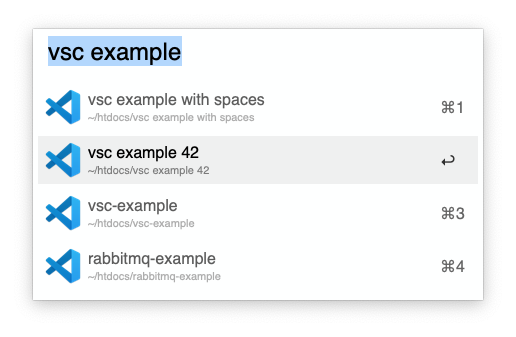 vsc example
vsc example with spaces
~/htdocs/vsc example with spaces
⌘1
vsc example 42
~/htdocs/vsc example 42
↩
vsc-example
~/htdocs/vsc-example
⌘3
rabbitmq-example
~/htdocs/rabbitmq-example
⌘4